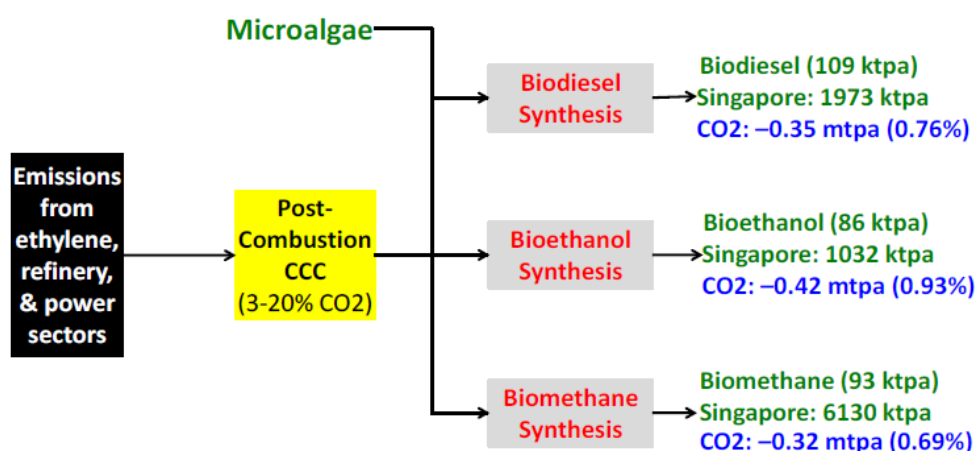 Microalgae
Emissions
from
ethylene,
refinery,
& power
sectors
Post-
Combustion
CCC
(3-20% CO2)
Biodiesel
Synthesis
Biodiesel (109 ktpa)
Singapore: 1973 ktpa
CO2: –0.35 mtpa (0.76%)
Bioethanol
Synthesis
Bioethanol (86 ktpa)
Singapore: 1032 ktpa
CO2: –0.42 mtpa (0.93%)
Biomethane
Synthesis
Biomethane (93 ktpa)
Singapore: 6130 ktpa
CO2: –0.32 mtpa (0.69%)